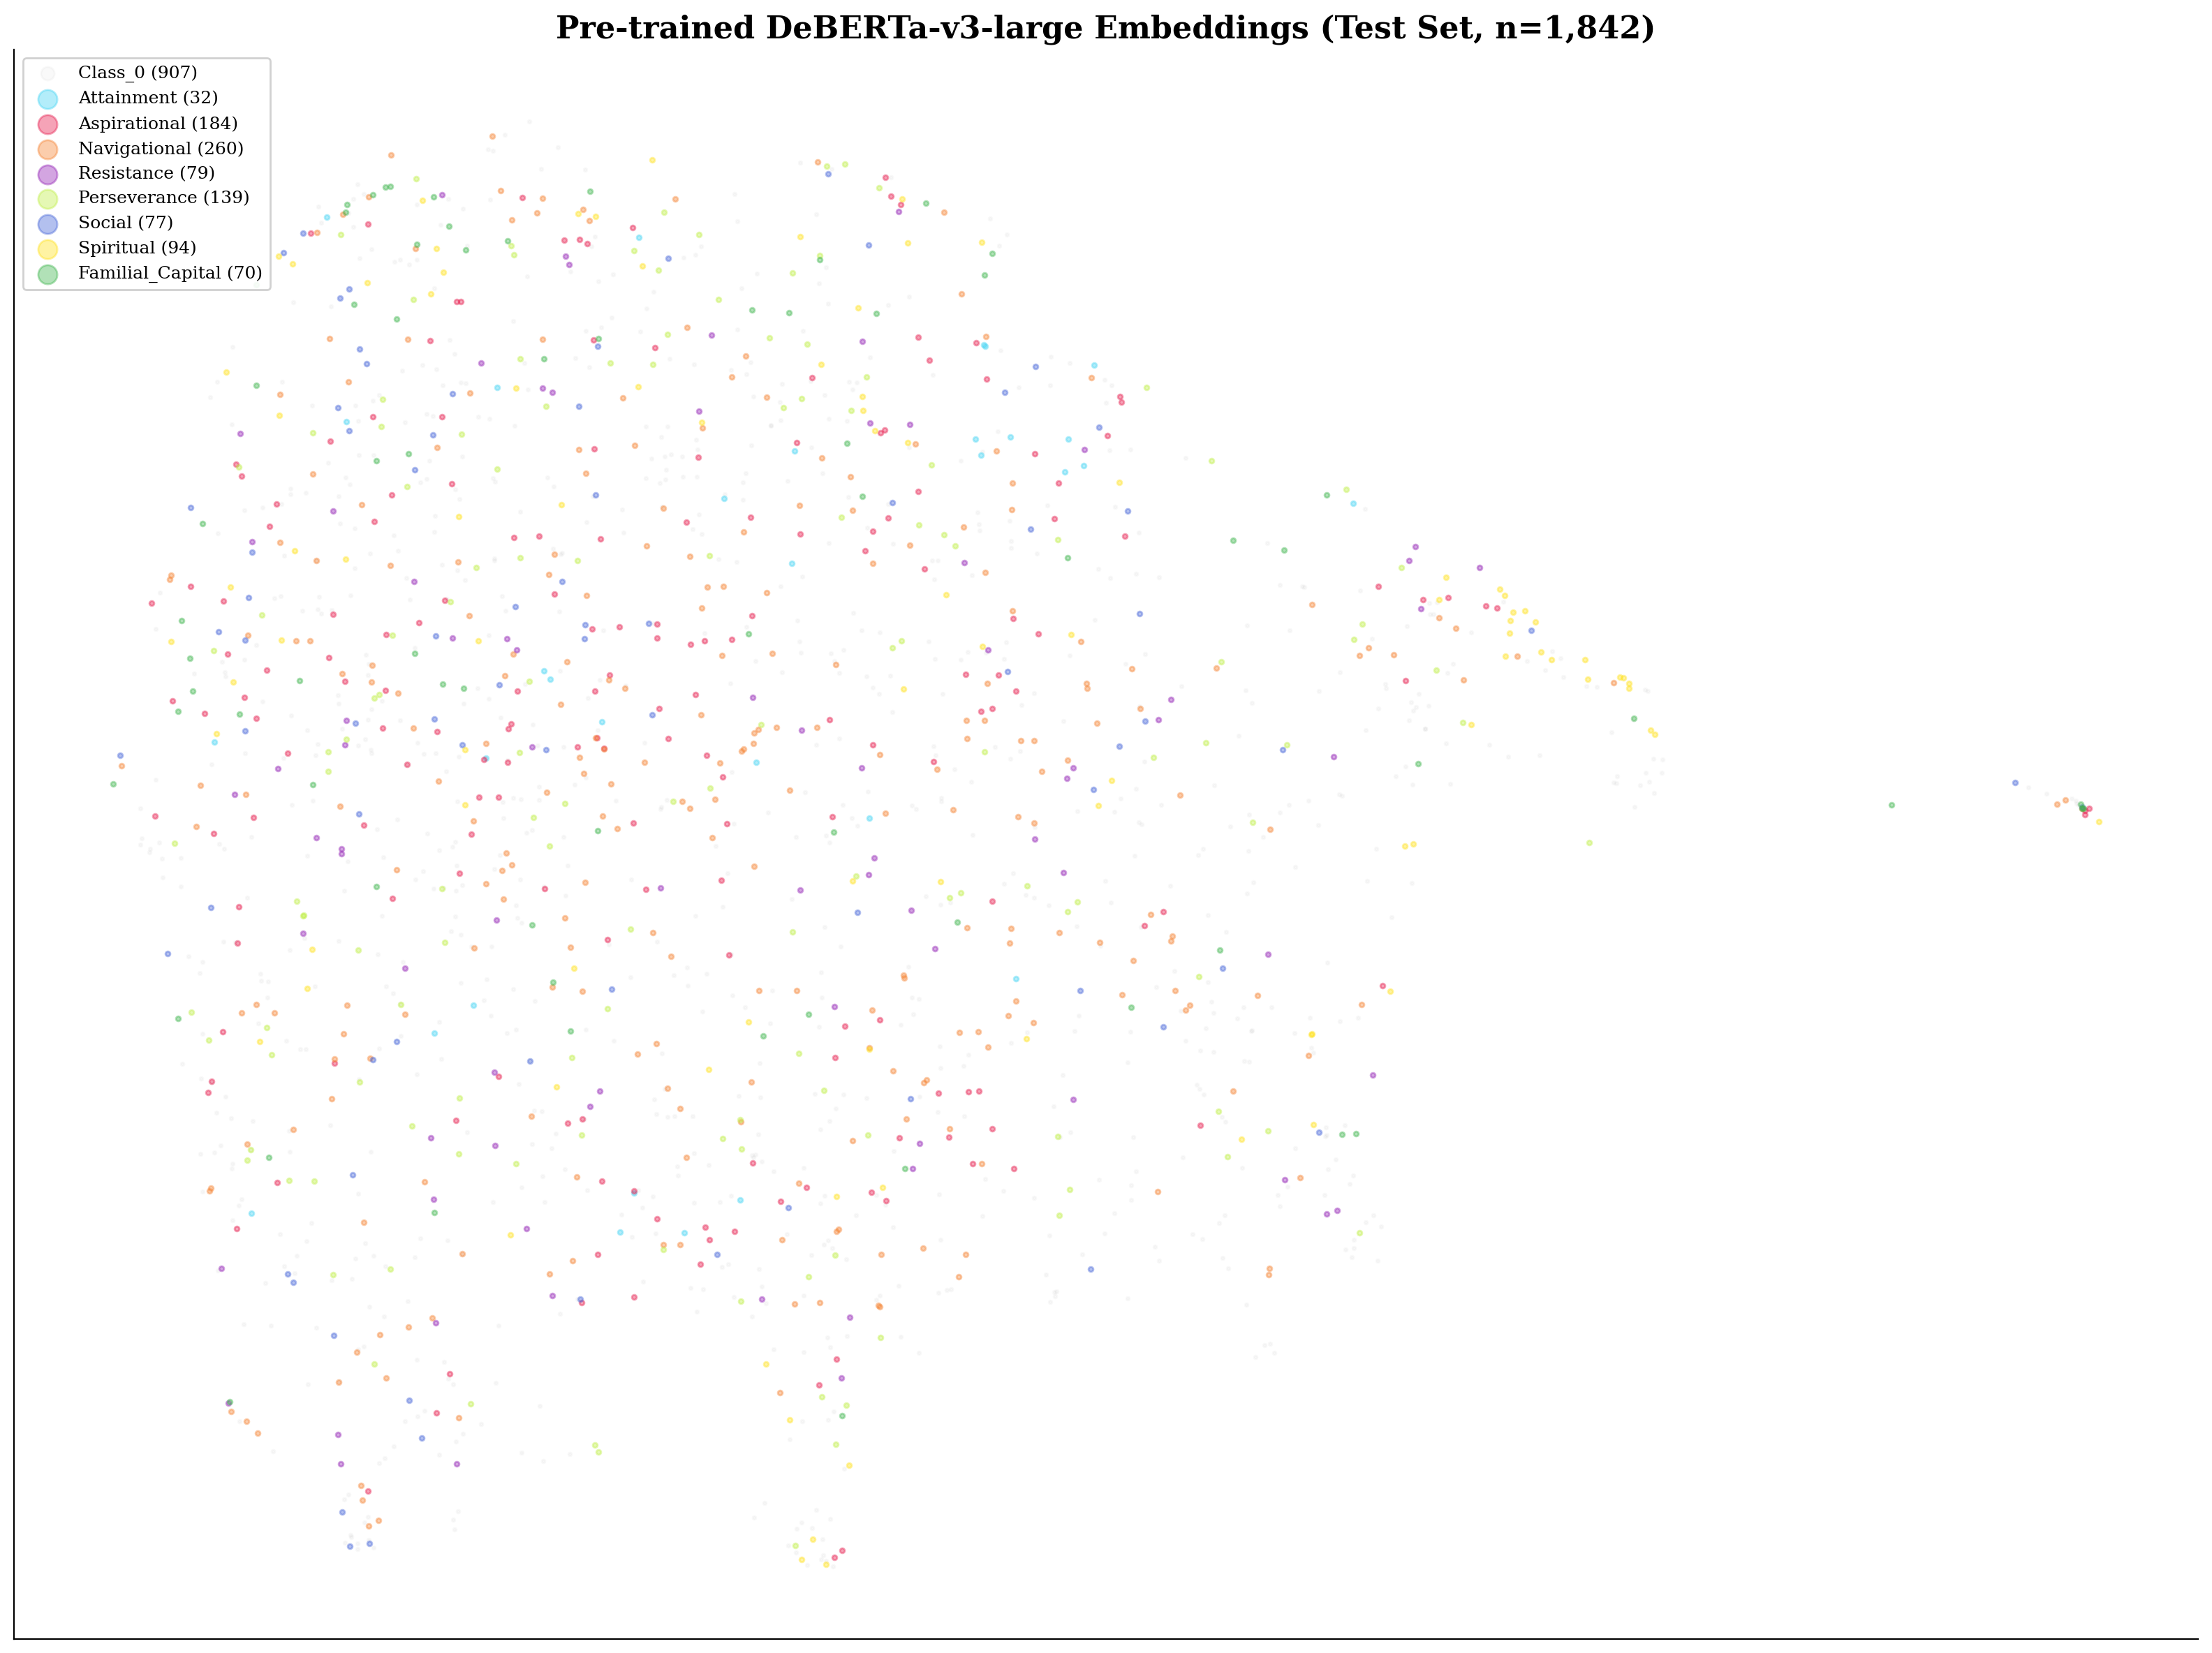 Pre-trained DeBERTa-v3-large Embeddings (Test Set, n=1,842)
Class_0 (907)
Attainment (32)
Aspirational (184)
Navigational (260)
Resistance (79)
Perseverance (139)
Social (77)
Spiritual (94)
Familial_Capital (70)